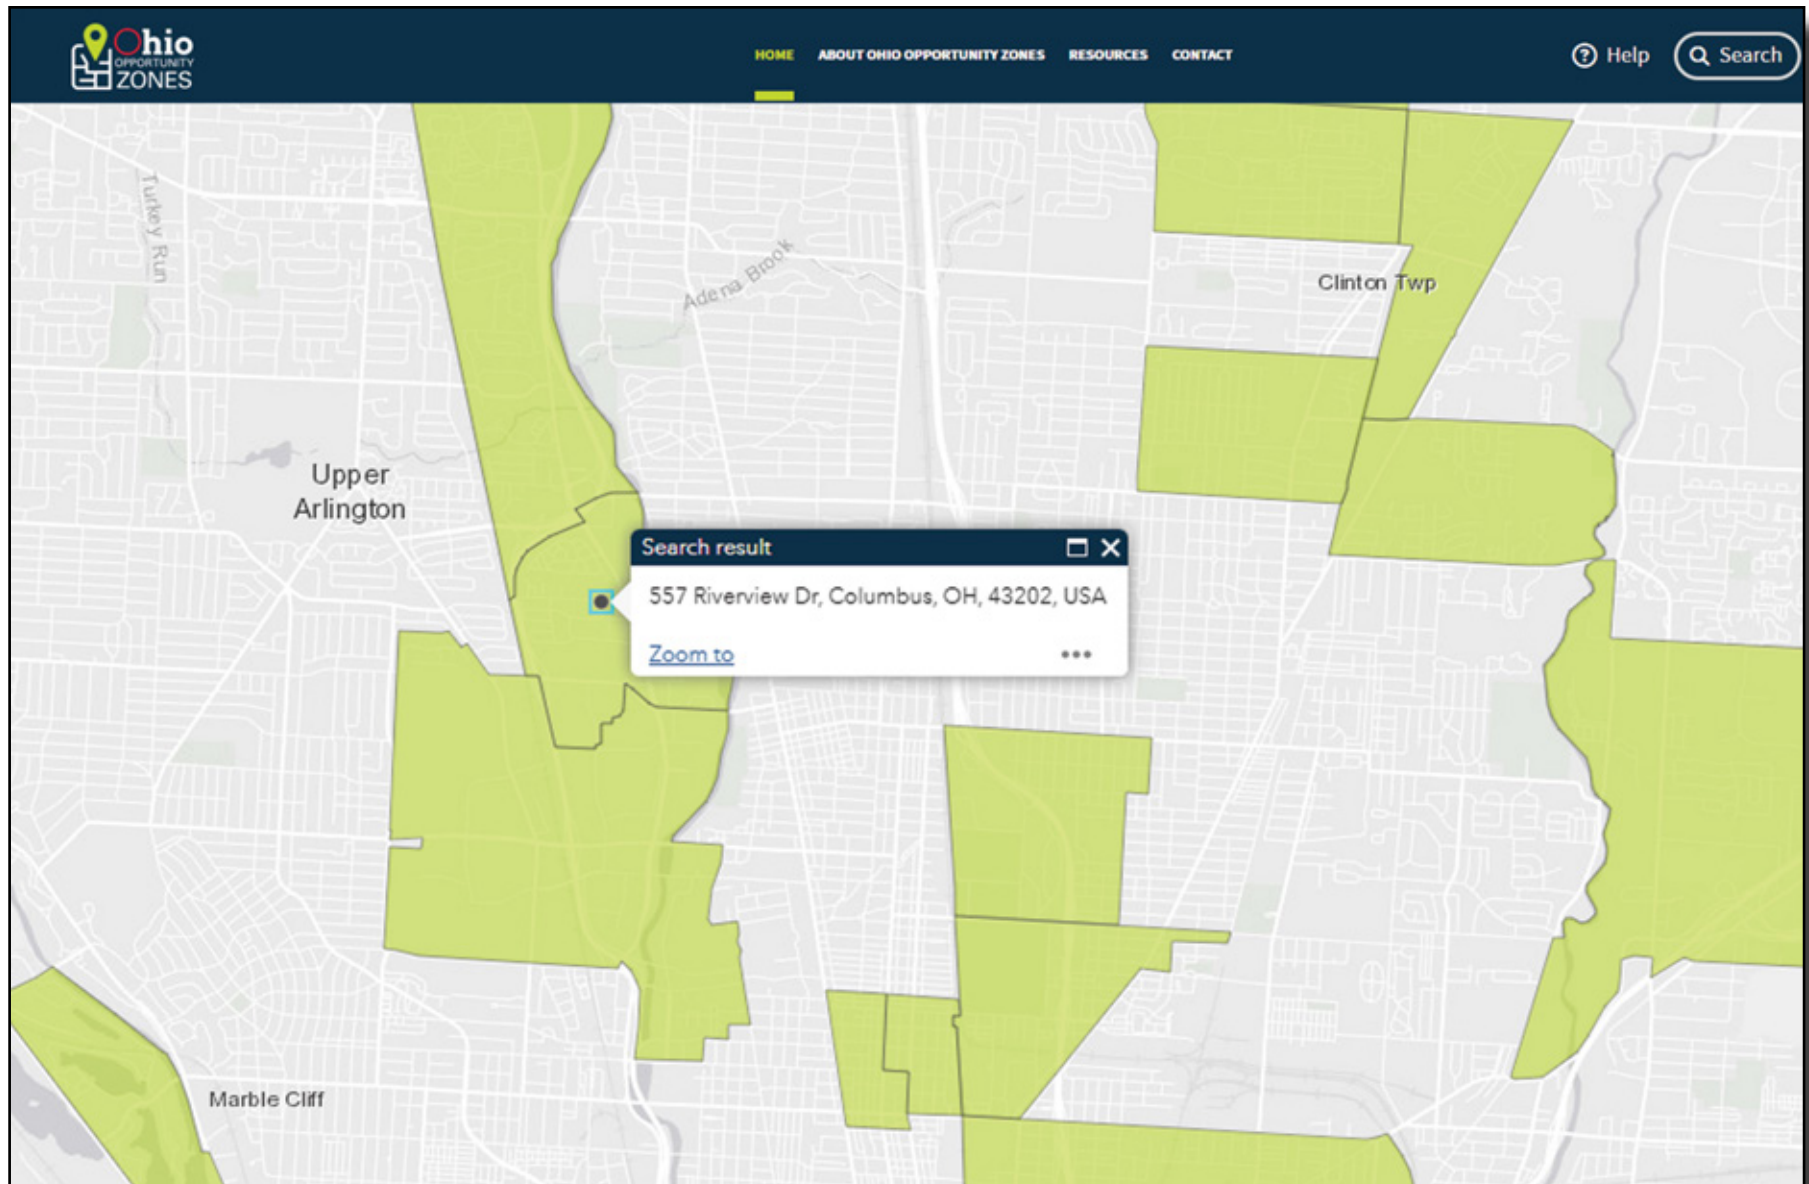 Ohio
OPPORTUNITY
ZONES
HOME ABOUT OHIO OPPORTUNITY ZONES RESOURCES CONTACT
Help
Search
Turkey Run
Adena Brook
Clinton Twp
Upper
Arlington
Search result
557 Riverview Dr, Columbus, OH, 43202, USA
Zoom to
Marble Cliff